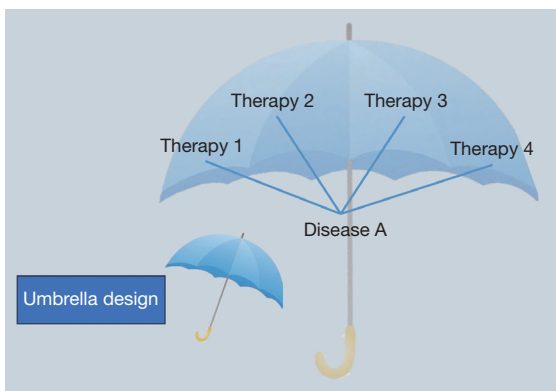 Therapy 2
Therapy 3
Therapy 1
Therapy 4
Disease A
Umbrella design